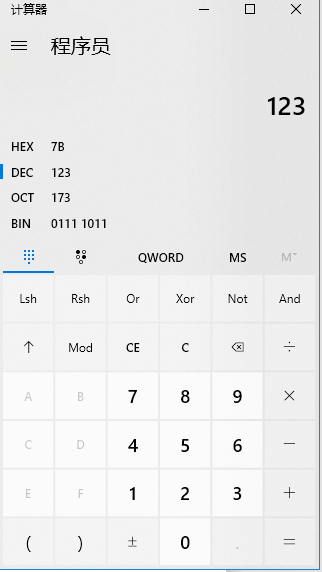 计算器
程序员
123
HEX 7B
DEC 123
OCT 173
BIN 0111 1011
QWORD MS M˅
Lsh Rsh Or Xor Not And
↑ Mod CE C ⌫ ÷
A B 7 8 9 ×
C D 4 5 6 −
E F 1 2 3 +
( ) ± 0 . =